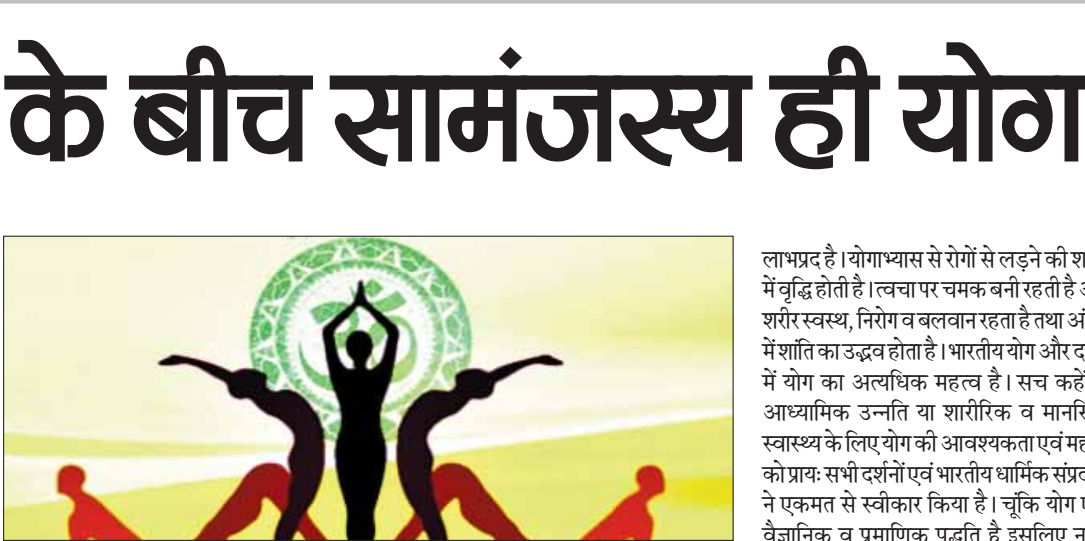 के बीच सामंजस्य ही योग
लाभप्रद है। योगाभ्यास से रोगों से लड़ने की
में वृद्धि होती है। त्वचा पर चमक बनी रहती है
शरीर स्वस्थ, निरोग व बलवान रहता है तथा
में शांति का उद्भव होता है। भारतीय योग और
में योग का अत्यधिक महत्व है। सच कहें
आध्यामिक उन्नति या शारीरिक व
स्वास्थ्य के लिए योग की आवश्यकता एवं
को प्रायः सभी दर्शनों एवं भारतीय धार्मिक
ने एकमत से स्वीकार किया है। चूंकि योग
वैज्ञानिक व प्रमाणिक पद्धति है इसलिए